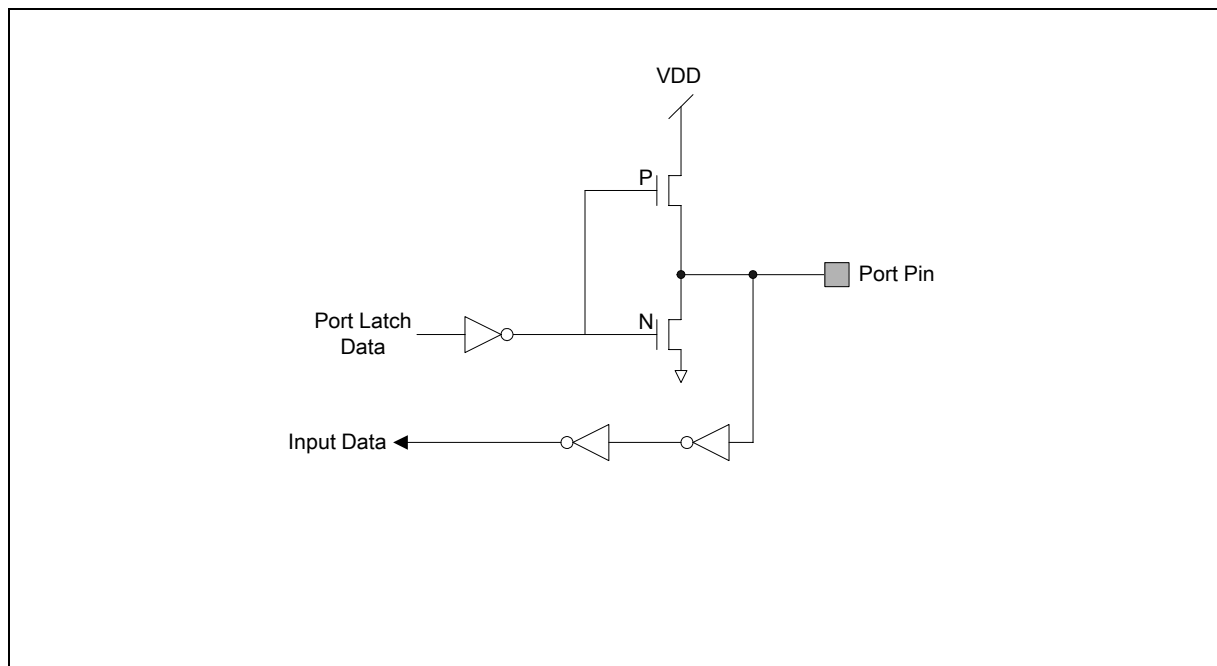 VDD
P
Port Pin
N
Port Latch
Data
Input Data